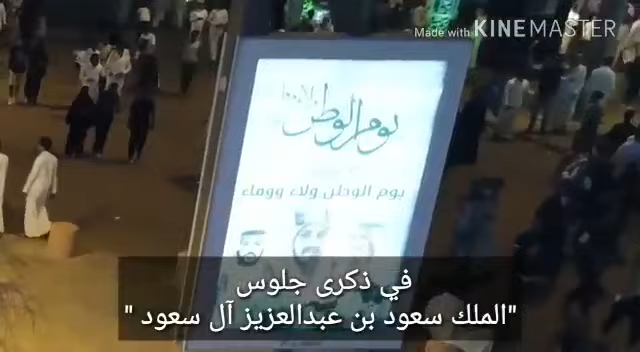 Made with KINEMASTER
يوم الوطن
يوم الوطن ولاء ووفاء
في ذكرى جلوس
"الملك سعود بن عبدالعزيز آل سعود "